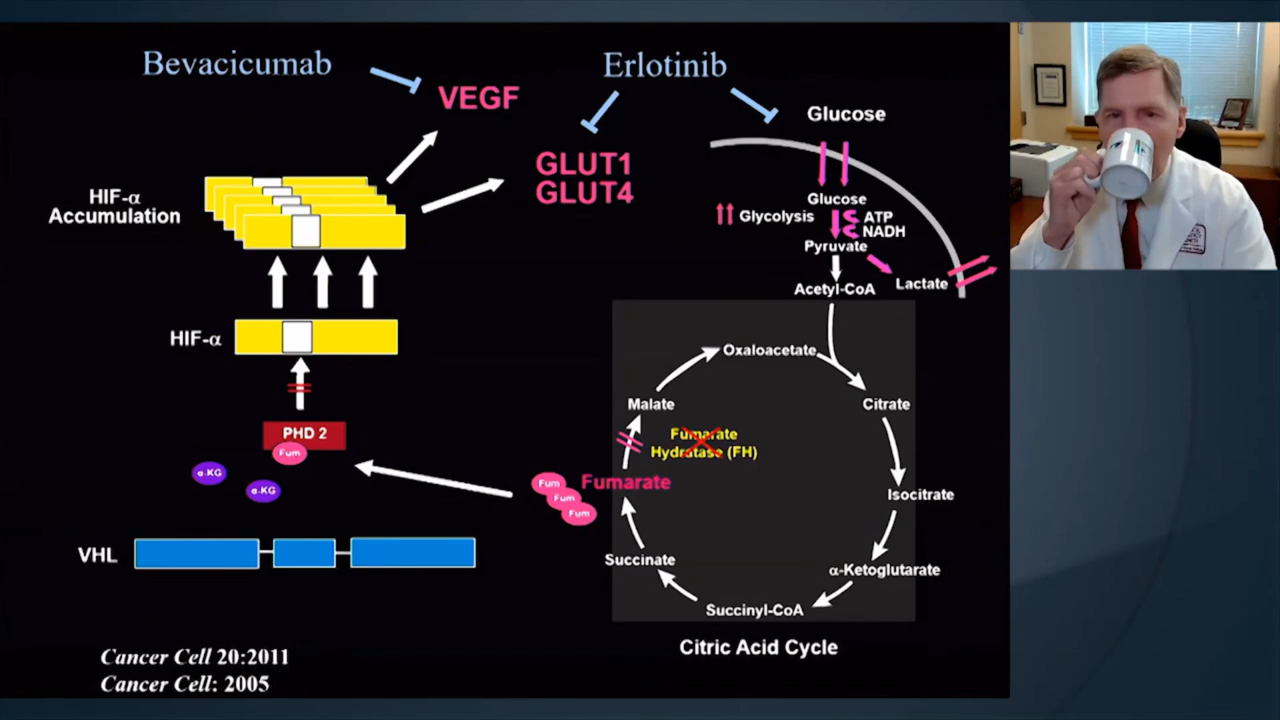 Bevacicumab
Erlotinib
VEGF
Glucose
GLUT1
GLUT4
HIF-α
Accumulation
Glucose
Glycolysis
ATP
NADH
Pyruvate
Acetyl-CoA
Lactate
HIF-α
Oxaloacetate
Malate
Citrate
Fumarate
Hydratase (FH)
PHD 2
Fum
α-KG
α-KG
Fum
Fum
Fum
Fumarate
Isocitrate
VHL
Succinate
α-Ketoglutarate
Succinyl-CoA
Citric Acid Cycle
Cancer Cell 20:2011
Cancer Cell: 2005